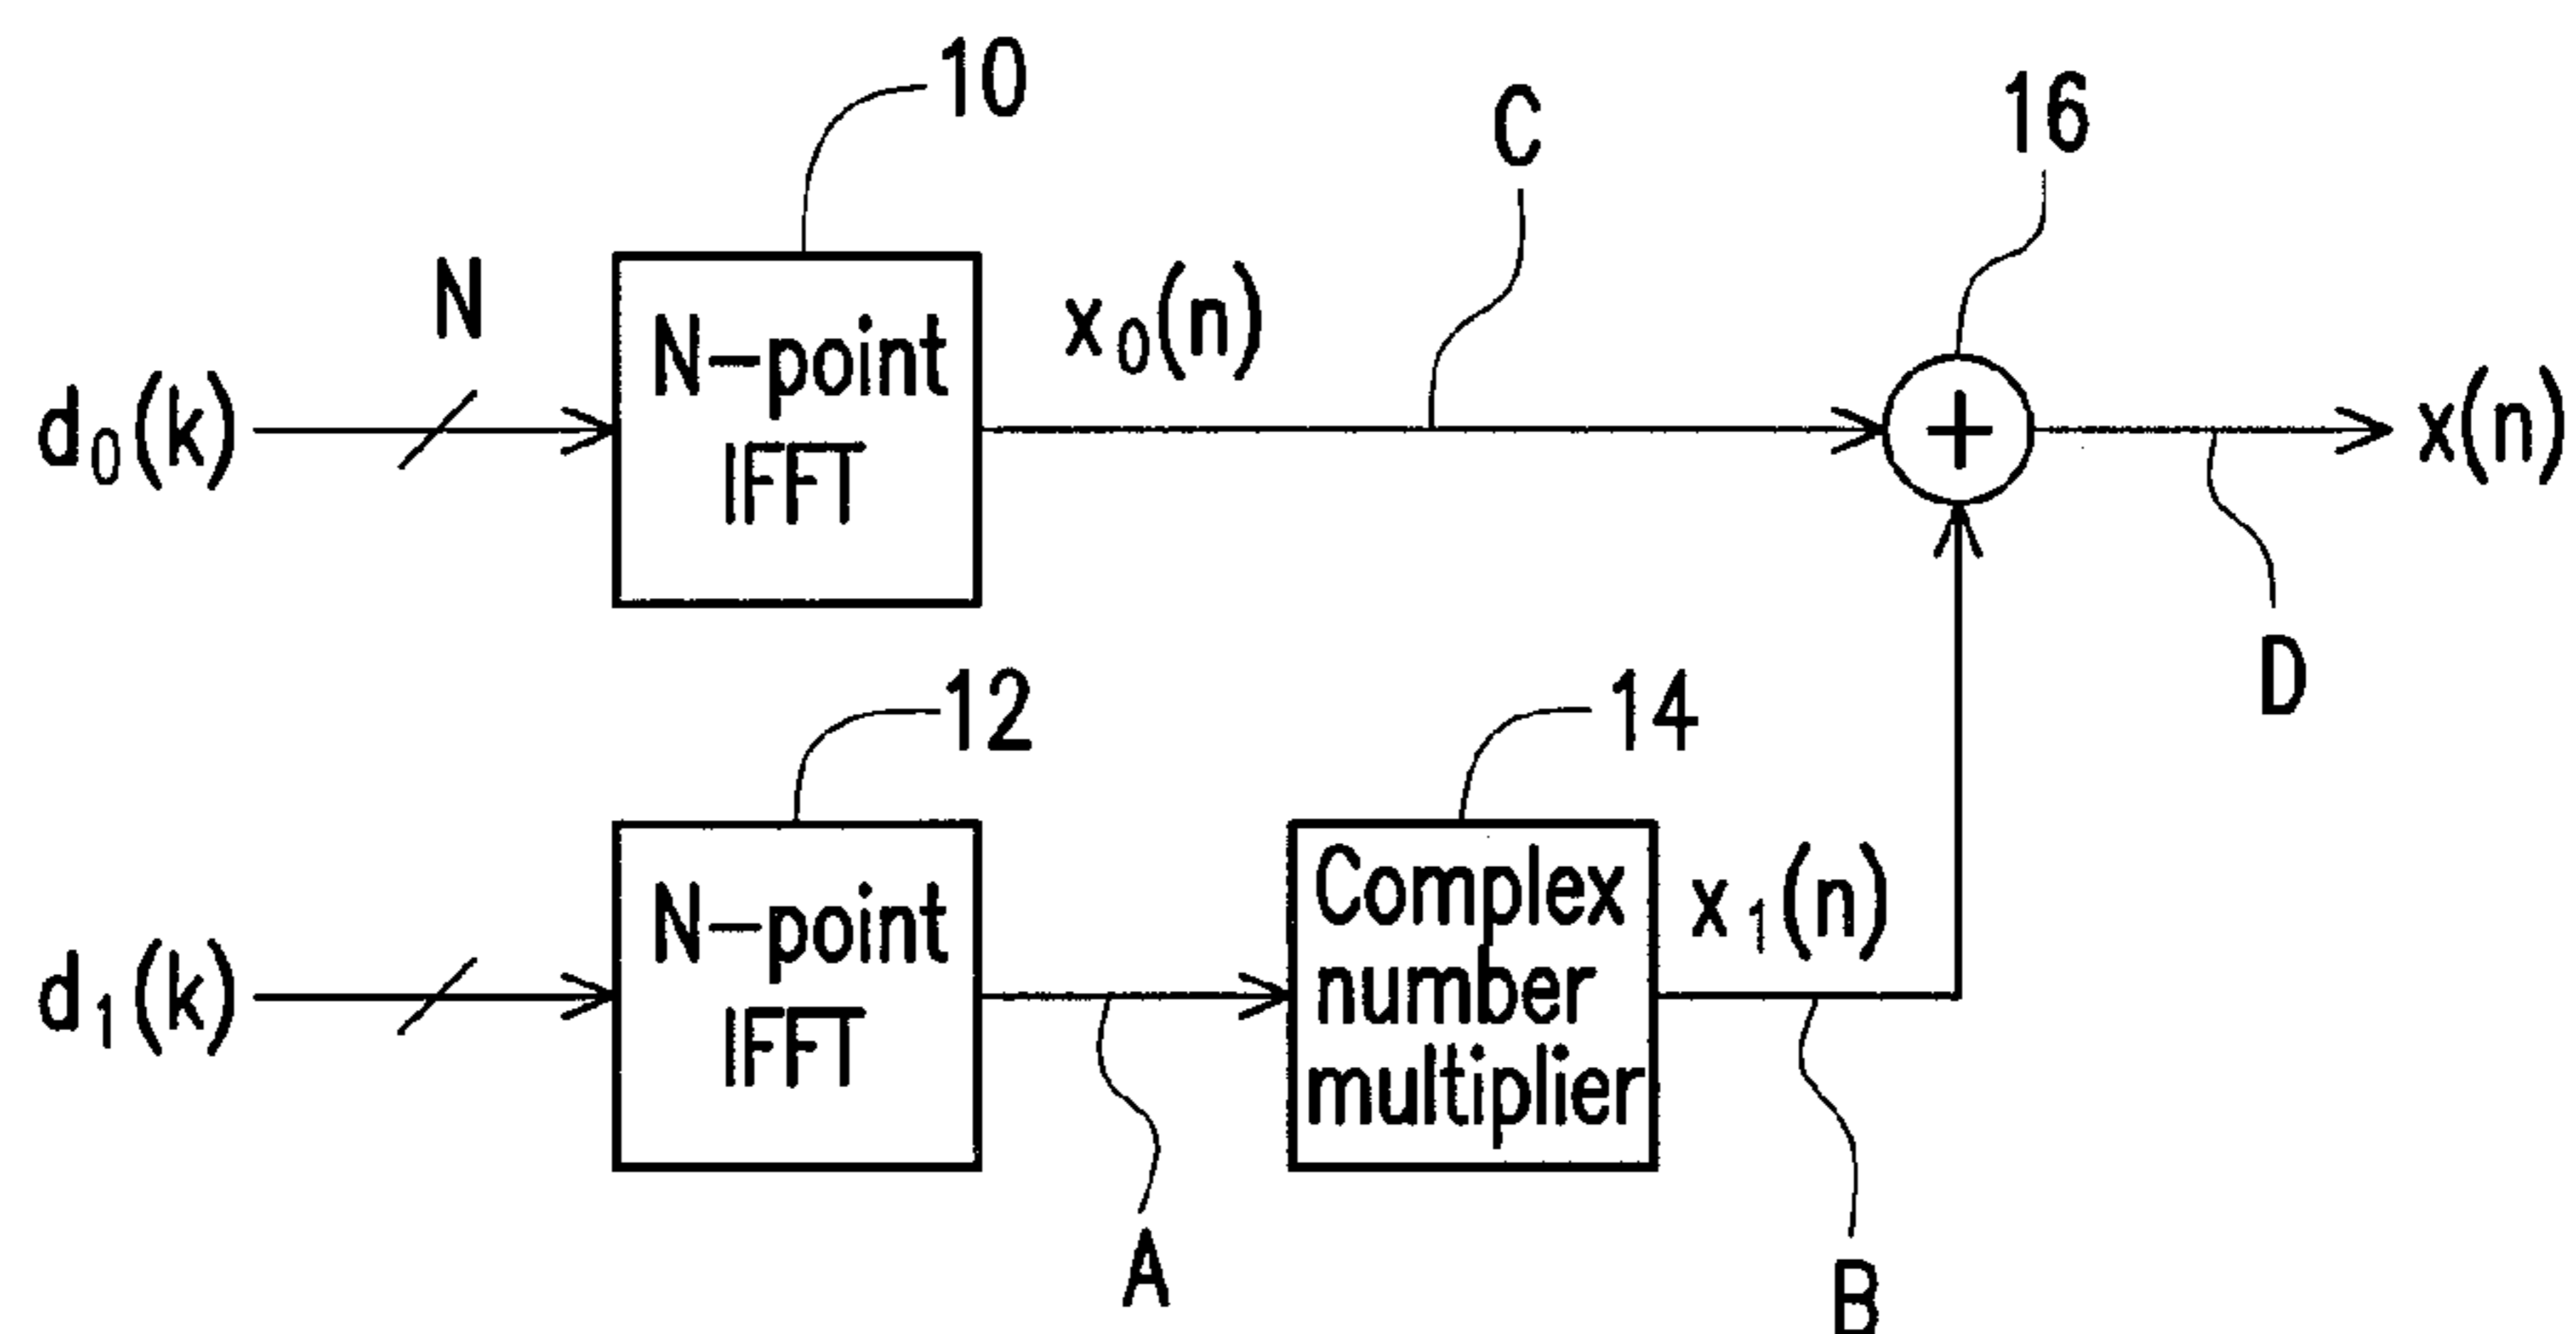 10
C
16
N
N-point
IFFT
x₀(n)
d₀(k)
+
x(n)
12
14
D
N-point
IFFT
Complex
number
multiplier
x₁(n)
d₁(k)
A
B